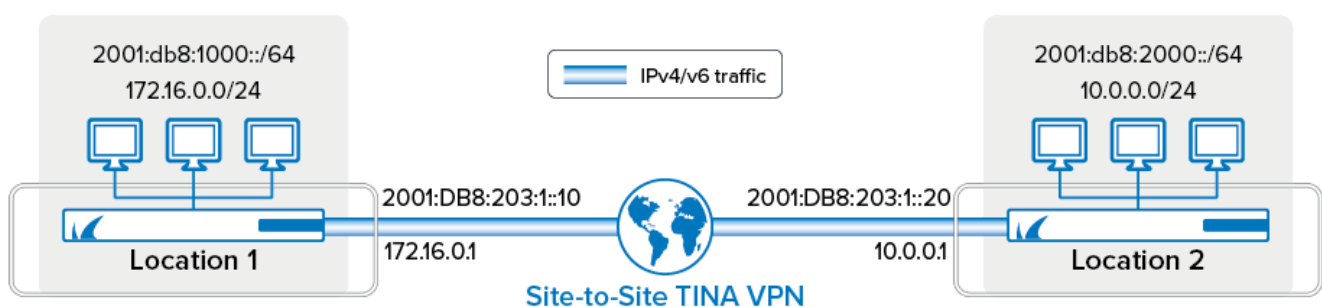 2001:db8:1000::/64
172.16.0.0/24
IPv4/v6 traffic
2001:db8:2000::/64
10.0.0.0/24
2001:DB8:203:1::10
2001:DB8:203:1::20
172.16.0.1
10.0.0.1
Location 1
Location 2
Site-to-Site TINA VPN